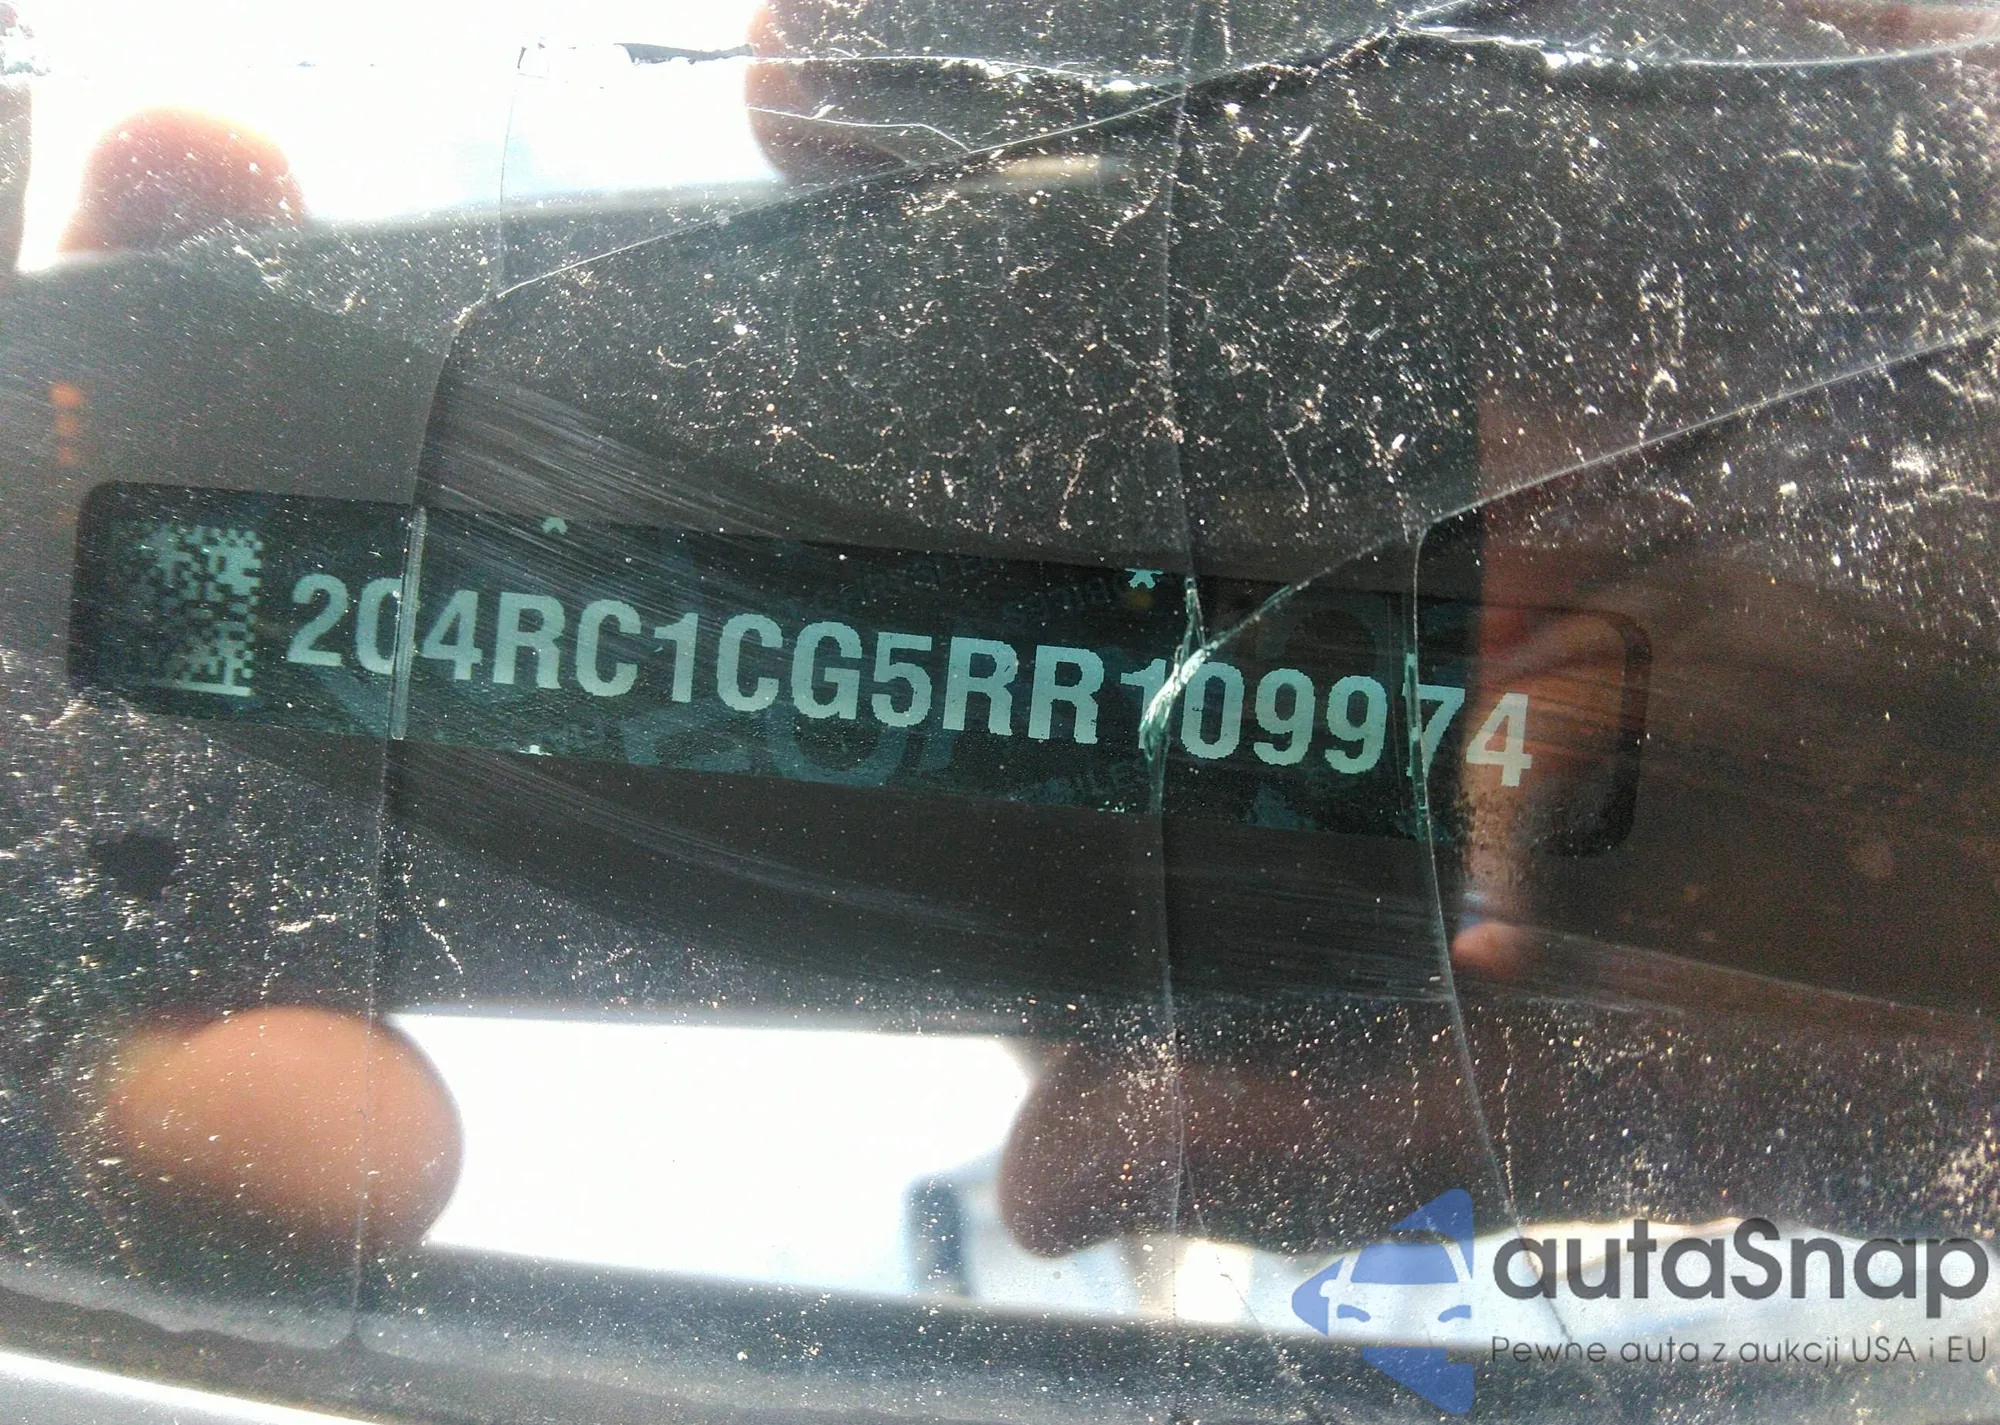 2C4RC1CG5RR109974
autaSnap
Pewne auta z aukcji USA i EU